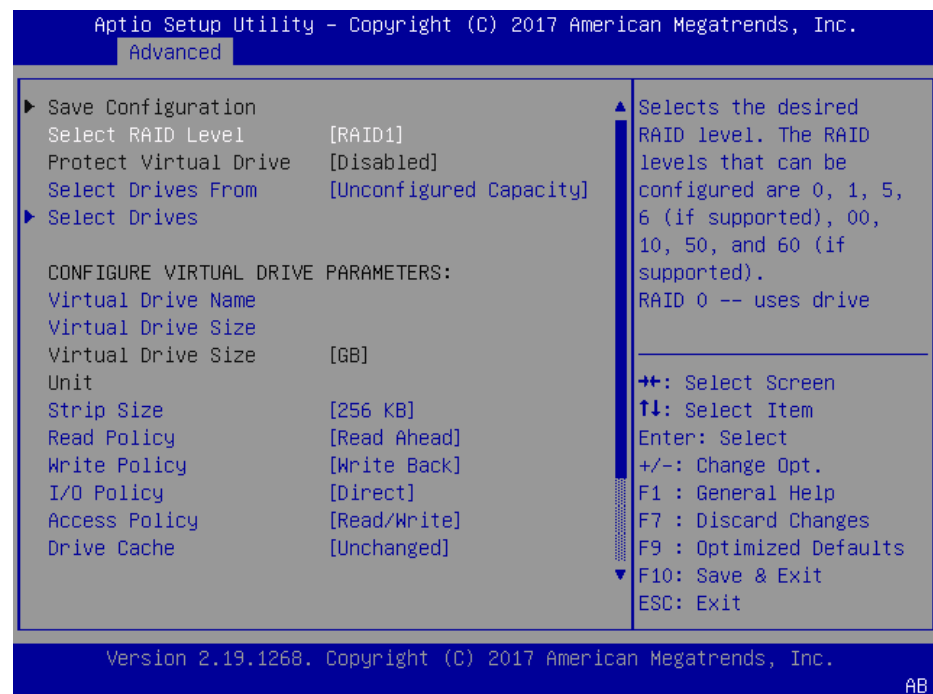 Aptio Setup Utility – Copyright (C) 2017 American Megatrends, Inc.
Advanced
Save Configuration
Select RAID Level [RAID1]
Protect Virtual Drive [Disabled]
Select Drives From [Unconfigured Capacity]
Select Drives
CONFIGURE VIRTUAL DRIVE PARAMETERS:
Virtual Drive Name
Virtual Drive Size
Virtual Drive Size [GB]
Unit
Strip Size [256 KB]
Read Policy [Read Ahead]
Write Policy [Write Back]
I/O Policy [Direct]
Access Policy [Read/Write]
Drive Cache [Unchanged]
Selects the desired
RAID level. The RAID
levels that can be
configured are 0, 1, 5,
6 (if supported), 00,
10, 50, and 60 (if
supported).
RAID 0 -- uses drive
→←: Select Screen
↑↓: Select Item
Enter: Select
+/-: Change Opt.
F1 : General Help
F7 : Discard Changes
F9 : Optimized Defaults
F10: Save & Exit
ESC: Exit
Version 2.19.1268. Copyright (C) 2017 American Megatrends, Inc.
AB